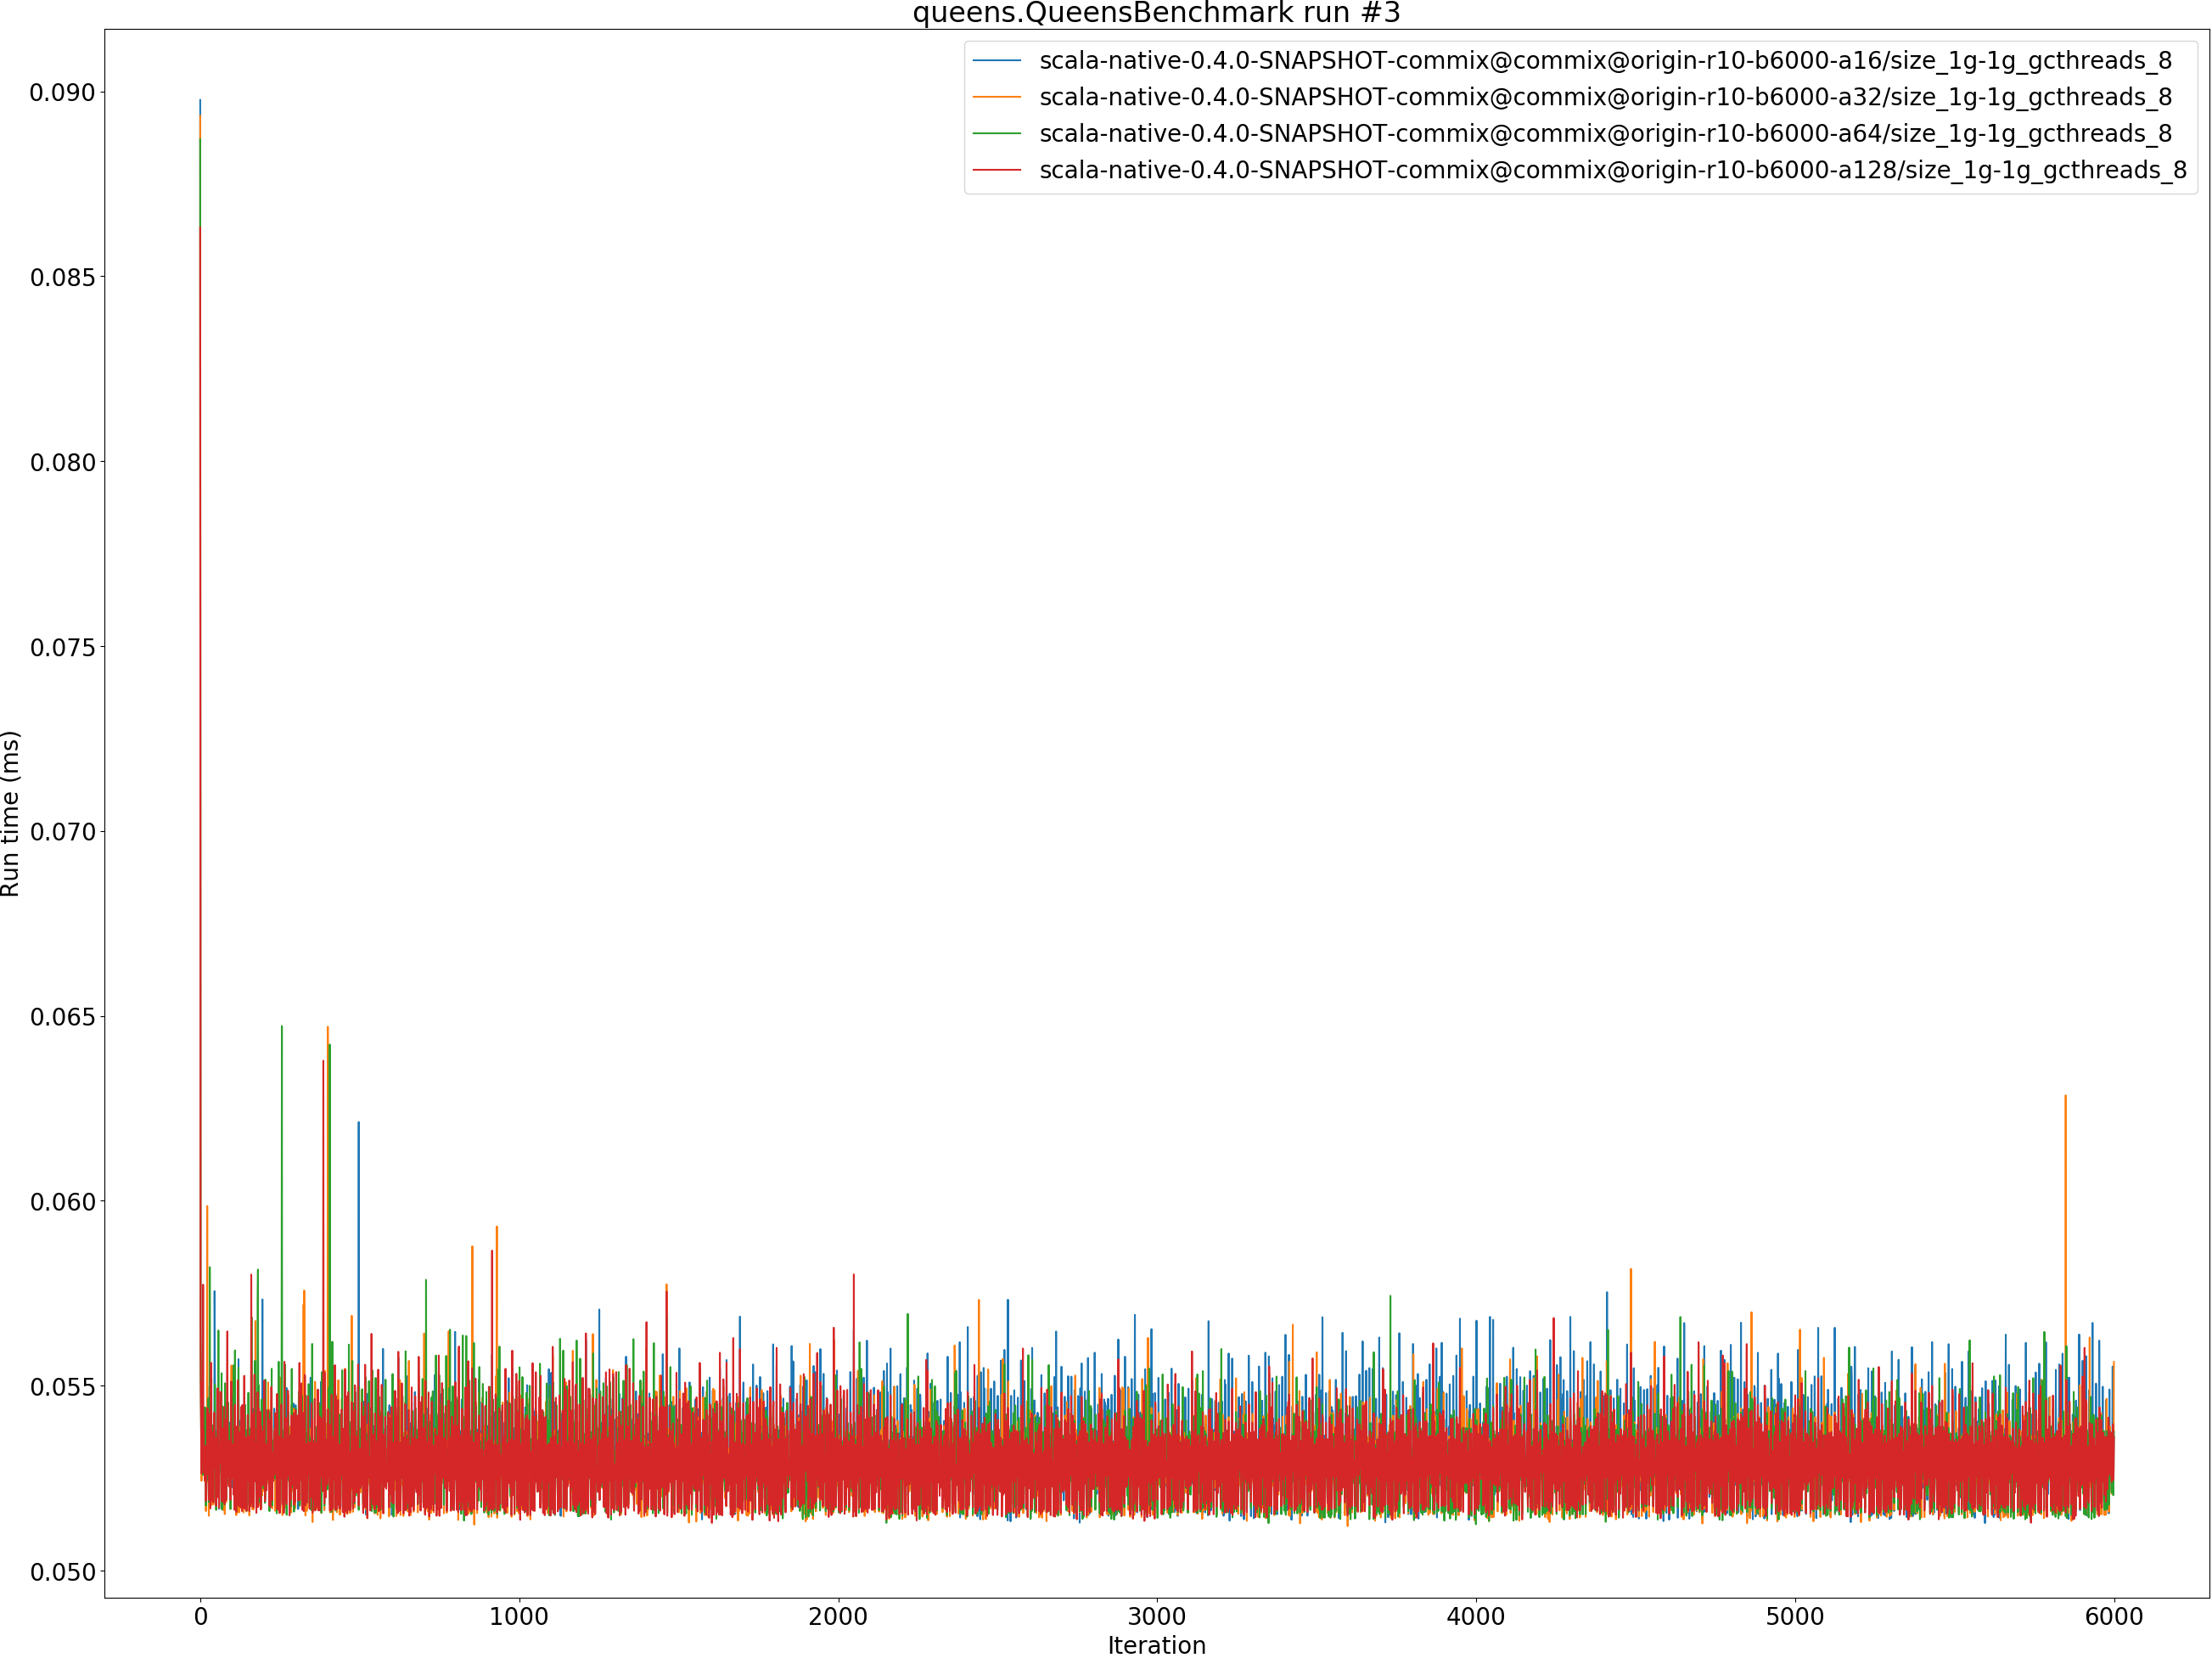 queens.QueensBenchmark run #3
scala-native-0.4.0-SNAPSHOT-commix@commix@origin-r10-b6000-a16/size_1g-1g_gcthreads_8
scala-native-0.4.0-SNAPSHOT-commix@commix@origin-r10-b6000-a32/size_1g-1g_gcthreads_8
scala-native-0.4.0-SNAPSHOT-commix@commix@origin-r10-b6000-a64/size_1g-1g_gcthreads_8
scala-native-0.4.0-SNAPSHOT-commix@commix@origin-r10-b6000-a128/size_1g-1g_gcthreads_8
0.090
0.085
0.080
0.075
0.070
0.065
0.060
0.055
0.050
Run time (ms)
0 1000 2000 3000 4000 5000 6000
Iteration